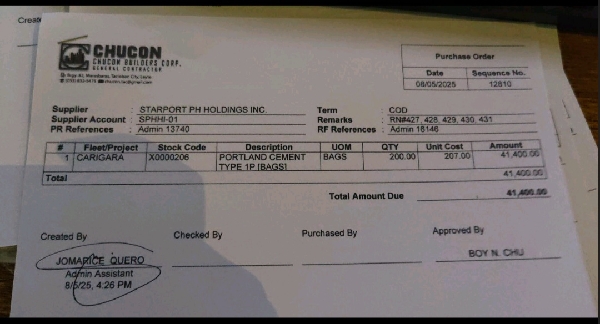 Creat
CHUCON
CHUCON BUILDERS CORP.
GENERAL CONTRACTOR
Purchase Order
Date Sequence No.
08/05/2025 12810
Supplier : STARPORT PH HOLDINGS INC. Term : COD
Supplier Account : SPHHI-01 Remarks : RN#427, 428, 429, 430, 431
PR References : Admin 13740 RF References : Admin 16146
# Fleet/Project Stock Code Description UOM QTY Unit Cost Amount
1 CARIGARA X0000206 PORTLAND CEMENT BAGS 200.00 207.00 41,400.00
TYPE 1P [BAGS]
Total 41,400.00
Total Amount Due 41,400.00
Created By Checked By Purchased By Approved By
JOMARICE QUERO BOY N. CHU
Admin Assistant
8/5/25, 4:26 PM